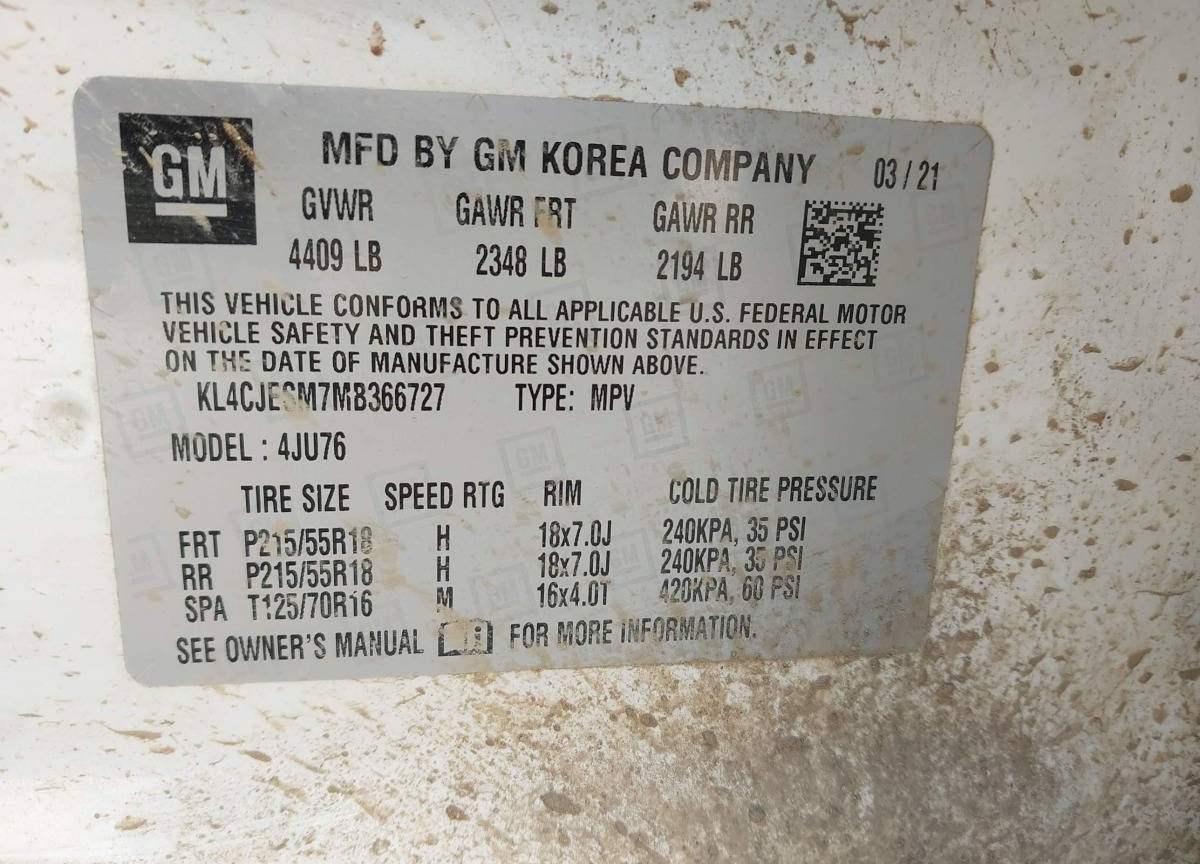 GM
MFD BY GM KOREA COMPANY 03 / 21
GVWR GAWR FRT GAWR RR
4409 LB 2348 LB 2194 LB
THIS VEHICLE CONFORMS TO ALL APPLICABLE U.S. FEDERAL MOTOR
VEHICLE SAFETY AND THEFT PREVENTION STANDARDS IN EFFECT
ON THE DATE OF MANUFACTURE SHOWN ABOVE.
KL4CJESM7MB366727 TYPE: MPV
MODEL : 4JU76
TIRE SIZE SPEED RTG RIM COLD TIRE PRESSURE
FRT P215/55R18 H 18x7.0J 240KPA, 35 PSI
RR P215/55R18 H 18x7.0J 240KPA, 35 PSI
SPA T125/70R16 M 16x4.0T 420KPA, 60 PSI
SEE OWNER'S MANUAL FOR MORE INFORMATION.